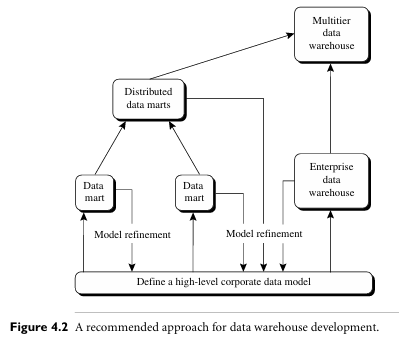 Multitier
data
warehouse
Distributed
data marts
Data
mart
Data
mart
Enterprise
data
warehouse
Model refinement
Model refinement
Define a high-level corporate data model
Figure 4.2 A recommended approach for data warehouse development.